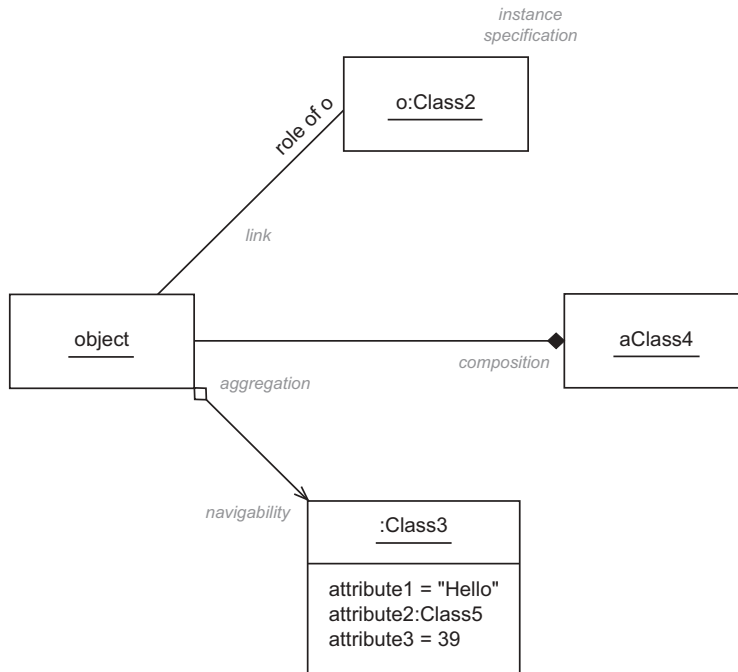 instance
specification
o:Class2
role of o
link
object
aClass4
composition
aggregation
navigability
:Class3
attribute1 = "Hello"
attribute2:Class5
attribute3 = 39